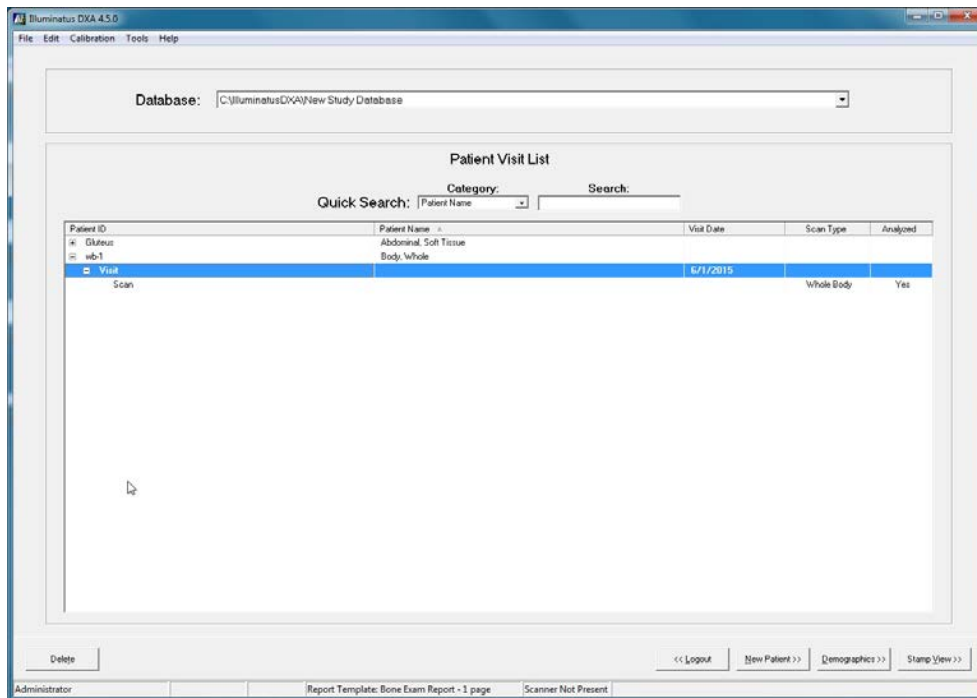 Illuminatus DXA 4.5.0
File Edit Calibration Tools Help
Database: C:\IlluminatusDXA\New Study Database
Patient Visit List
Category: Search:
Quick Search: Patient Name
Patient ID Patient Name Visit Date Scan Type Analyzed
Gluteus Abdominal, Soft Tissue
wb-1 Body, Whole
Visit 6/1/2015
Scan Whole Body Yes
Delete << Logout New Patient >> Demographics >> Stamp View >>
Administrator Report Template: Bone Exam Report - 1 page Scanner Not Present